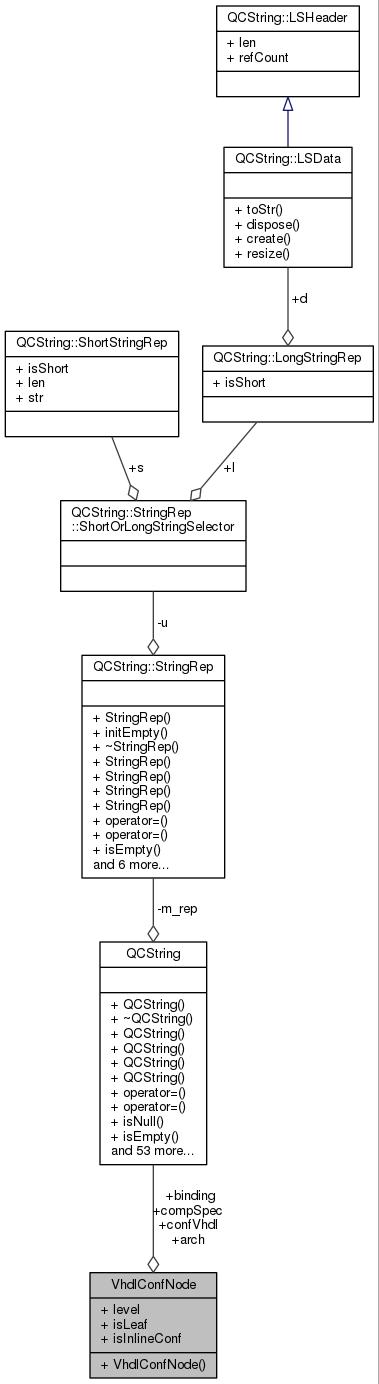 QCString::LSHeader
+ len
+ refCount
QCString::LSData
+ toStr()
+ dispose()
+ create()
+ resize()
+d
QCString::ShortStringRep
+ isShort
+ len
+ str
QCString::LongStringRep
+ isShort
+s
+l
QCString::StringRep
::ShortOrLongStringSelector
-u
QCString::StringRep
+ StringRep()
+ initEmpty()
+ ~StringRep()
+ StringRep()
+ StringRep()
+ StringRep()
+ StringRep()
+ operator=()
+ operator=()
+ isEmpty()
and 6 more...
-m_rep
QCString
+ QCString()
+ ~QCString()
+ QCString()
+ QCString()
+ QCString()
+ QCString()
+ operator=()
+ operator=()
+ isNull()
+ isEmpty()
and 53 more...
+binding
+compSpec
+confVhdl
+arch
VhdlConfNode
+ level
+ isLeaf
+ isInlineConf
+ VhdlConfNode()